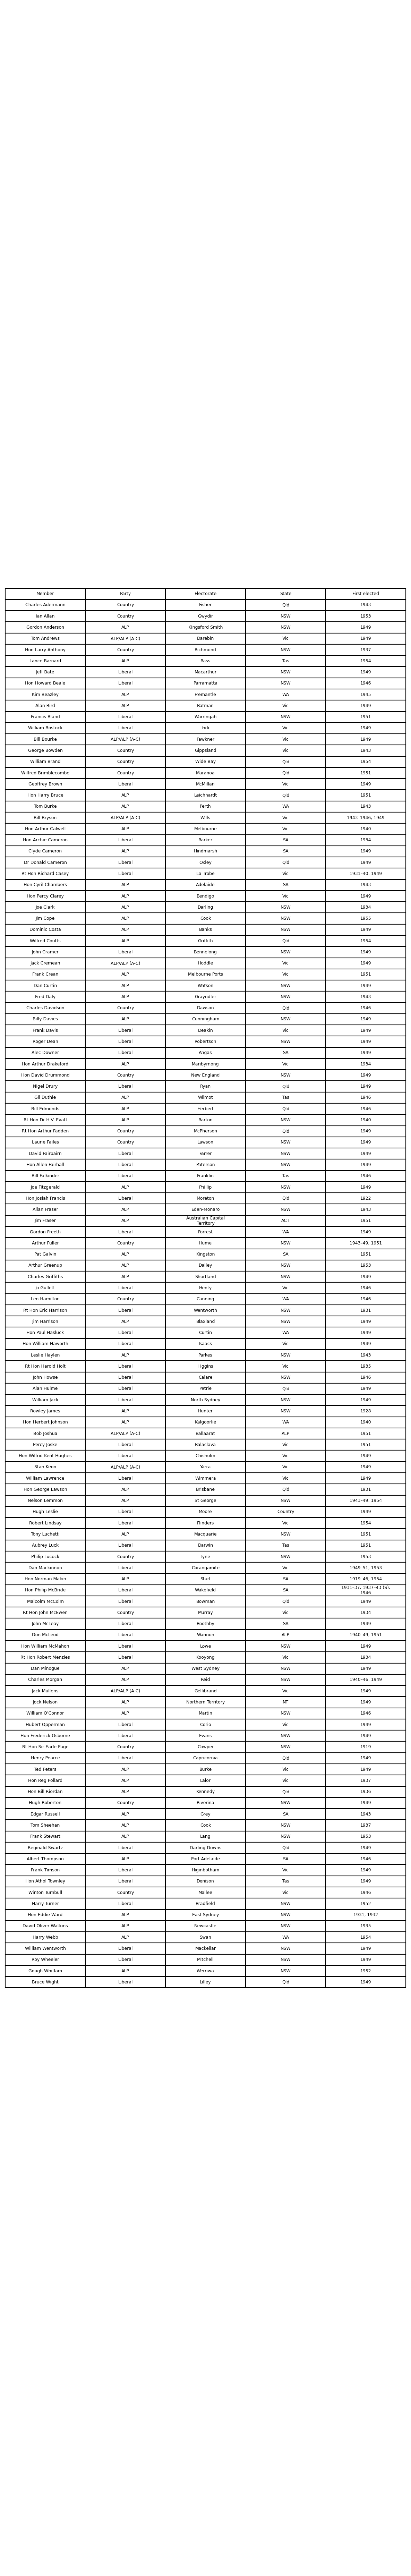 Member Party Electorate State First elected
Charles Adermann Country Fisher Qld 1943
Ian Allan Country Gwydir NSW 1953
Gordon Anderson ALP Kingsford Smith NSW 1949
Tom Andrews ALP/ALP (A-C) Darebin Vic 1949
Hon Larry Anthony Country Richmond NSW 1937
Lance Barnard ALP Bass Tas 1954
Jeff Bate Liberal Macarthur NSW 1949
Hon Howard Beale Liberal Parramatta NSW 1946
Kim Beazley ALP Fremantle WA 1945
Alan Bird ALP Batman Vic 1949
Francis Bland Liberal Warringah NSW 1951
William Bostock Liberal Indi Vic 1949
Bill Bourke ALP/ALP (A-C) Fawkner Vic 1949
George Bowden Country Gippsland Vic 1943
William Brand Country Wide Bay Qld 1954
Wilfred Brimblecombe Country Maranoa Qld 1951
Geoffrey Brown Liberal McMillan Vic 1949
Hon Harry Bruce ALP Leichhardt Qld 1951
Tom Burke ALP Perth WA 1943
Bill Bryson ALP/ALP (A-C) Wills Vic 1943–1946, 1949
Hon Arthur Calwell ALP Melbourne Vic 1940
Hon Archie Cameron Liberal Barker SA 1934
Clyde Cameron ALP Hindmarsh SA 1949
Dr Donald Cameron Liberal Oxley Qld 1949
Rt Hon Richard Casey Liberal La Trobe Vic 1931–40, 1949
Hon Cyril Chambers ALP Adelaide SA 1943
Hon Percy Clarey ALP Bendigo Vic 1949
Joe Clark ALP Darling NSW 1934
Jim Cope ALP Cook NSW 1955
Dominic Costa ALP Banks NSW 1949
Wilfred Coutts ALP Griffith Qld 1954
John Cramer Liberal Bennelong NSW 1949
Jack Cremean ALP/ALP (A-C) Hoddle Vic 1949
Frank Crean ALP Melbourne Ports Vic 1951
Dan Curtin ALP Watson NSW 1949
Fred Daly ALP Grayndler NSW 1943
Charles Davidson Country Dawson Qld 1946
Billy Davies ALP Cunningham NSW 1949
Frank Davis Liberal Deakin Vic 1949
Roger Dean Liberal Robertson NSW 1949
Alec Downer Liberal Angas SA 1949
Hon Arthur Drakeford ALP Maribyrnong Vic 1934
Hon David Drummond Country New England NSW 1949
Nigel Drury Liberal Ryan Qld 1949
Gil Duthie ALP Wilmot Tas 1946
Bill Edmonds ALP Herbert Qld 1946
Rt Hon Dr H.V. Evatt ALP Barton NSW 1940
Rt Hon Arthur Fadden Country McPherson Qld 1949
Laurie Failes Country Lawson NSW 1949
David Fairbairn Liberal Farrer NSW 1949
Hon Allen Fairhall Liberal Paterson NSW 1949
Bill Falkinder Liberal Franklin Tas 1946
Joe Fitzgerald ALP Phillip NSW 1949
Hon Josiah Francis Liberal Moreton Qld 1922
Allan Fraser ALP Eden-Monaro NSW 1943
Jim Fraser ALP Australian Capital
Territory ACT 1951
Gordon Freeth Liberal Forrest WA 1949
Arthur Fuller Country Hume NSW 1943–49, 1951
Pat Galvin ALP Kingston SA 1951
Arthur Greenup ALP Dalley NSW 1953
Charles Griffiths ALP Shortland NSW 1949
Jo Gullett Liberal Henty Vic 1946
Len Hamilton Country Canning WA 1946
Rt Hon Eric Harrison Liberal Wentworth NSW 1931
Jim Harrison ALP Blaxland NSW 1949
Hon Paul Hasluck Liberal Curtin WA 1949
Hon William Haworth Liberal Isaacs Vic 1949
Leslie Haylen ALP Parkes NSW 1943
Rt Hon Harold Holt Liberal Higgins Vic 1935
John Howse Liberal Calare NSW 1946
Alan Hulme Liberal Petrie Qld 1949
William Jack Liberal North Sydney NSW 1949
Rowley James ALP Hunter NSW 1928
Hon Herbert Johnson ALP Kalgoorlie WA 1940
Bob Joshua ALP/ALP (A-C) Ballaarat ALP 1951
Percy Joske Liberal Balaclava Vic 1951
Hon Wilfrid Kent Hughes Liberal Chisholm Vic 1949
Stan Keon ALP/ALP (A-C) Yarra Vic 1949
William Lawrence Liberal Wimmera Vic 1949
Hon George Lawson ALP Brisbane Qld 1931
Nelson Lemmon ALP St George NSW 1943–49, 1954
Hugh Leslie Liberal Moore Country 1949
Robert Lindsay Liberal Flinders Vic 1954
Tony Luchetti ALP Macquarie NSW 1951
Aubrey Luck Liberal Darwin Tas 1951
Philip Lucock Country Lyne NSW 1953
Dan Mackinnon Liberal Corangamite Vic 1949–51, 1953
Hon Norman Makin ALP Sturt SA 1919–46, 1954
Hon Philip McBride Liberal Wakefield SA 1931–37, 1937–43 (S),
1946
Malcolm McColm Liberal Bowman Qld 1949
Rt Hon John McEwen Country Murray Vic 1934
John McLeay Liberal Boothby SA 1949
Don McLeod Liberal Wannon ALP 1940–49, 1951
Hon William McMahon Liberal Lowe NSW 1949
Rt Hon Robert Menzies Liberal Kooyong Vic 1934
Dan Minogue ALP West Sydney NSW 1949
Charles Morgan ALP Reid NSW 1940–46, 1949
Jack Mullens ALP/ALP (A-C) Gellibrand Vic 1949
Jock Nelson ALP Northern Territory NT 1949
William O'Connor ALP Martin NSW 1946
Hubert Opperman Liberal Corio Vic 1949
Hon Frederick Osborne Liberal Evans NSW 1949
Rt Hon Sir Earle Page Country Cowper NSW 1919
Henry Pearce Liberal Capricornia Qld 1949
Ted Peters ALP Burke Vic 1949
Hon Reg Pollard ALP Lalor Vic 1937
Hon Bill Riordan ALP Kennedy Qld 1936
Hugh Roberton Country Riverina NSW 1949
Edgar Russell ALP Grey SA 1943
Tom Sheehan ALP Cook NSW 1937
Frank Stewart ALP Lang NSW 1953
Reginald Swartz Liberal Darling Downs Qld 1949
Albert Thompson ALP Port Adelaide SA 1946
Frank Timson Liberal Higinbotham Vic 1949
Hon Athol Townley Liberal Denison Tas 1949
Winton Turnbull Country Mallee Vic 1946
Harry Turner Liberal Bradfield NSW 1952
Hon Eddie Ward ALP East Sydney NSW 1931, 1932
David Oliver Watkins ALP Newcastle NSW 1935
Harry Webb ALP Swan WA 1954
William Wentworth Liberal Mackellar NSW 1949
Roy Wheeler Liberal Mitchell NSW 1949
Gough Whitlam ALP Werriwa NSW 1952
Bruce Wight Liberal Lilley Qld 1949